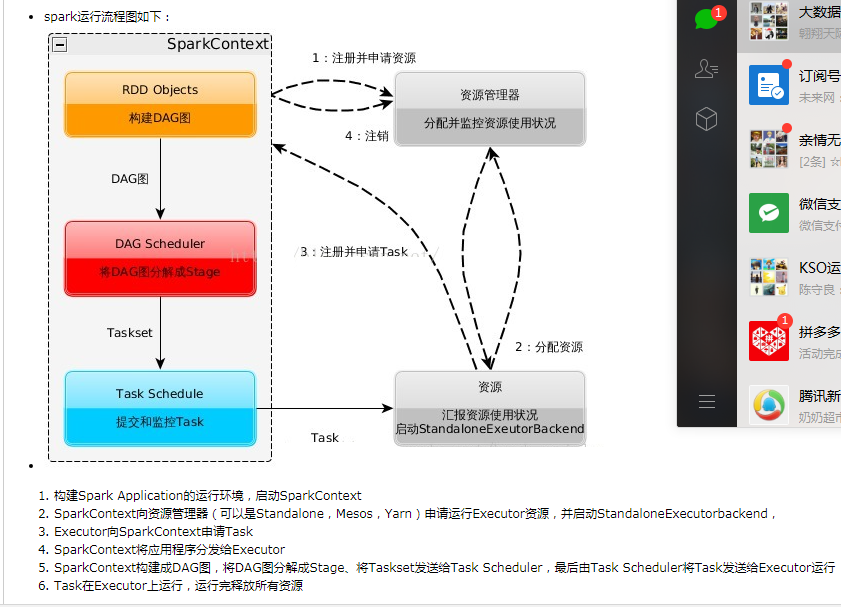 spark运行流程图如下：
SparkContext
RDD Objects
构建DAG图
1：注册并申请资源
资源管理器
分配并监控资源使用状况
4：注销
DAG图
DAG Scheduler
将DAG图分解成Stage
3：注册并申请Task
Taskset
2：分配资源
Task Schedule
提交和监控Task
Task
资源
汇报资源使用状况
启动StandaloneExeutorBackend
1. 构建Spark Application的运行环境，启动SparkContext
2. SparkContext向资源管理器（可以是Standalone，Mesos，Yarn）申请运行Executor资源，并启动StandaloneExecutorbackend，
3. Executor向SparkContext申请Task
4. SparkContext将应用程序分发给Executor
5. SparkContext构建成DAG图，将DAG图分解成Stage、将Taskset发送给Task Scheduler，最后由Task Scheduler将Task发送给Executor运行
6. Task在Executor上运行，运行完释放所有资源
1
大数据
翱翔天
订阅号
未来网：
亲情无
[2条] ☆
微信支
微信支付
KSO运
陈守良：
1
拼多多
活动完成
腾讯新
奶奶超市